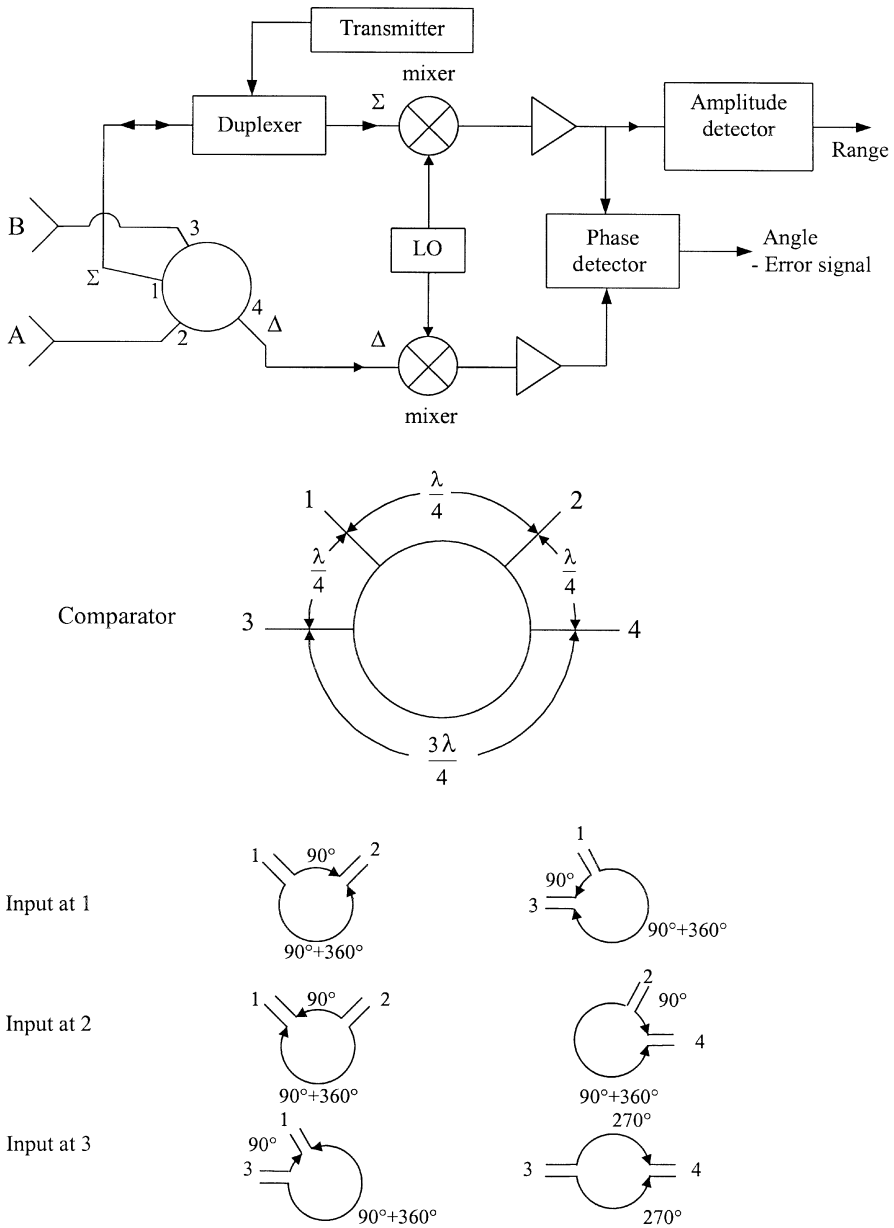 Transmitter
mixer
Σ
Duplexer
Amplitude
detector
Range
B
3
LO
Phase
detector
Angle
- Error signal
Σ
1
4
Δ
A
2
Δ
mixer
1
λ
4
2
λ
4
λ
4
Comparator
3
4
3λ
4
1
90°
2
1
Input at 1
90°
3
90°+360°
90°+360°
1
90°
2
2
90°
Input at 2
4
90°+360°
90°+360°
1
270°
Input at 3
90°
3
3
4
90°+360°
270°